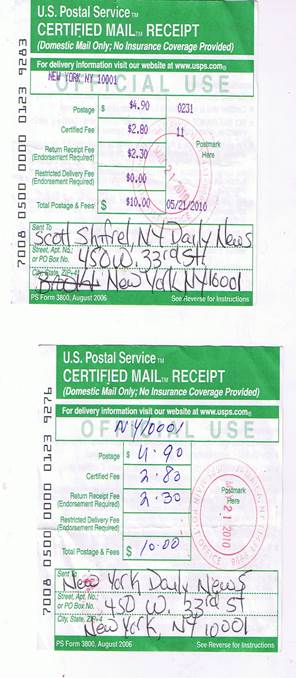 U.S. Postal Service™
CERTIFIED MAIL™ RECEIPT
(Domestic Mail Only; No Insurance Coverage Provided)
For delivery information visit our website at www.usps.com®
NEW YORK NY 10001
OFFICIAL USE
Postage $ $4.90 0231
Certified Fee $2.80 11
Postmark Here
Return Receipt Fee (Endorsement Required) $2.30
Restricted Delivery Fee (Endorsement Required) $0.00
Total Postage & Fees $ $10.00 05/21/2010
7008 0500 0000 0123 9283
Sent To
Scott Shifrel, NY Daily News
Street, Apt. No.; or PO Box No. 450 W. 33rd St
City, State, ZIP+4 New York NY 10001
PS Form 3800, August 2006 See Reverse for Instructions
U.S. Postal Service™
CERTIFIED MAIL™ RECEIPT
(Domestic Mail Only; No Insurance Coverage Provided)
For delivery information visit our website at www.usps.com®
OFFICIAL USE
NY 10001
Postage $ 4.90
Certified Fee 2.80
Postmark Here
Return Receipt Fee (Endorsement Required) 2.30
MAY 21 2010
Restricted Delivery Fee (Endorsement Required)
Total Postage & Fees $ 10.00
7008 0500 0000 0123 9276
Sent To
New York Daily News
Street, Apt. No.; or PO Box No. 450 W. 33rd St
City, State, ZIP+4 New York, NY 10001
PS Form 3800, August 2006 See Reverse for Instructions